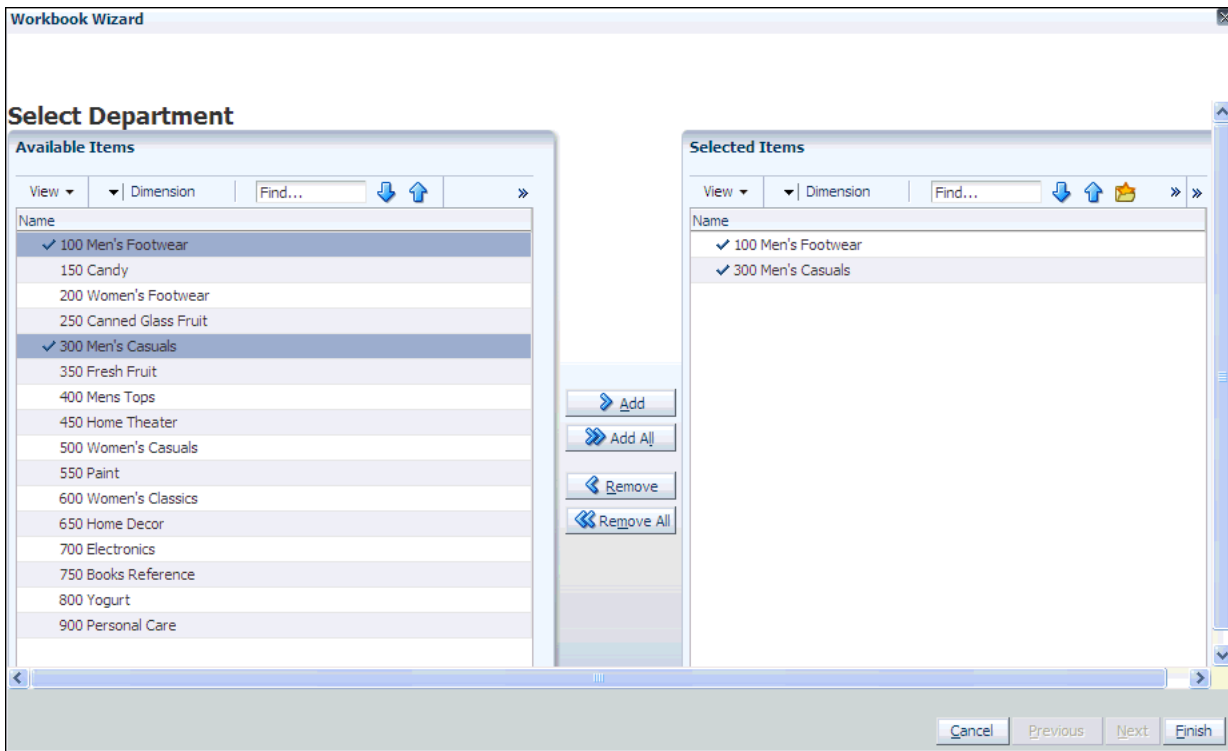 Workbook Wizard
Select Department
Available Items
View Dimension Find... »
Name
100 Men's Footwear
150 Candy
200 Women's Footwear
250 Canned Glass Fruit
300 Men's Casuals
350 Fresh Fruit
400 Mens Tops
450 Home Theater
500 Women's Casuals
550 Paint
600 Women's Classics
650 Home Decor
700 Electronics
750 Books Reference
800 Yogurt
900 Personal Care
Add
Add All
Remove
Remove All
Selected Items
View Dimension Find... » »
Name
100 Men's Footwear
300 Men's Casuals
Cancel Previous Next Finish